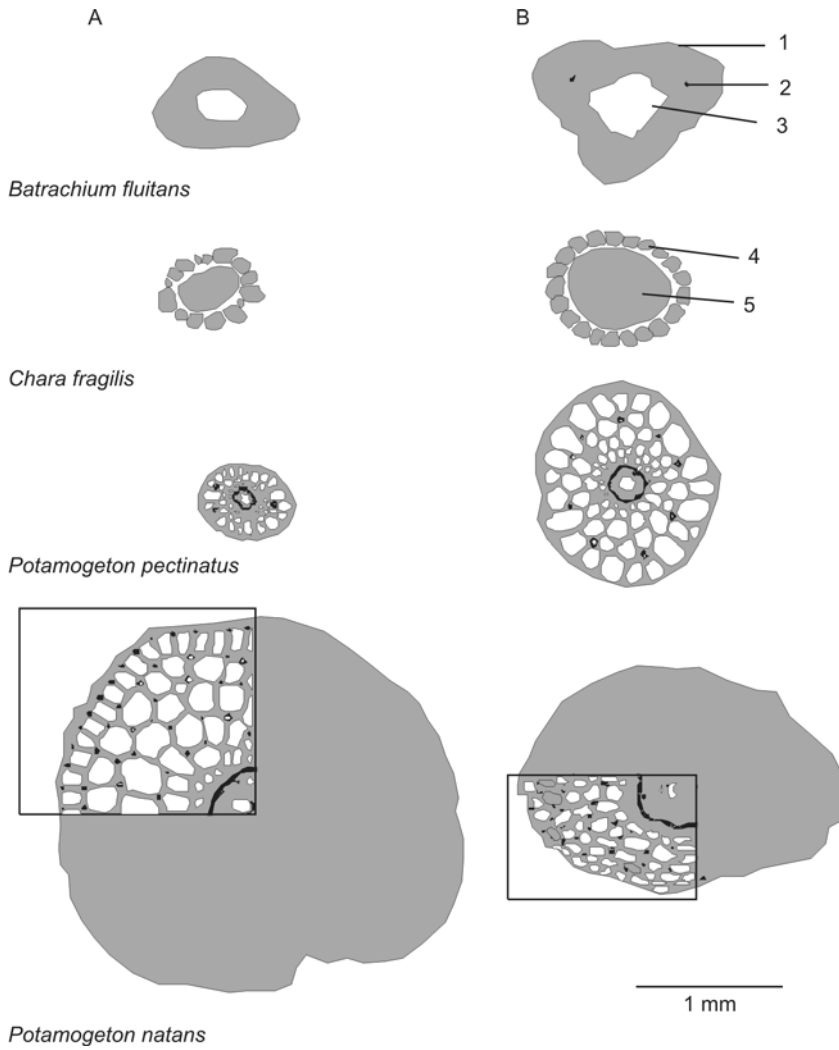 A B
1
2
3
Batrachium fluitans
4
5
Chara fragilis
Potamogeton pectinatus
1 mm
Potamogeton natans